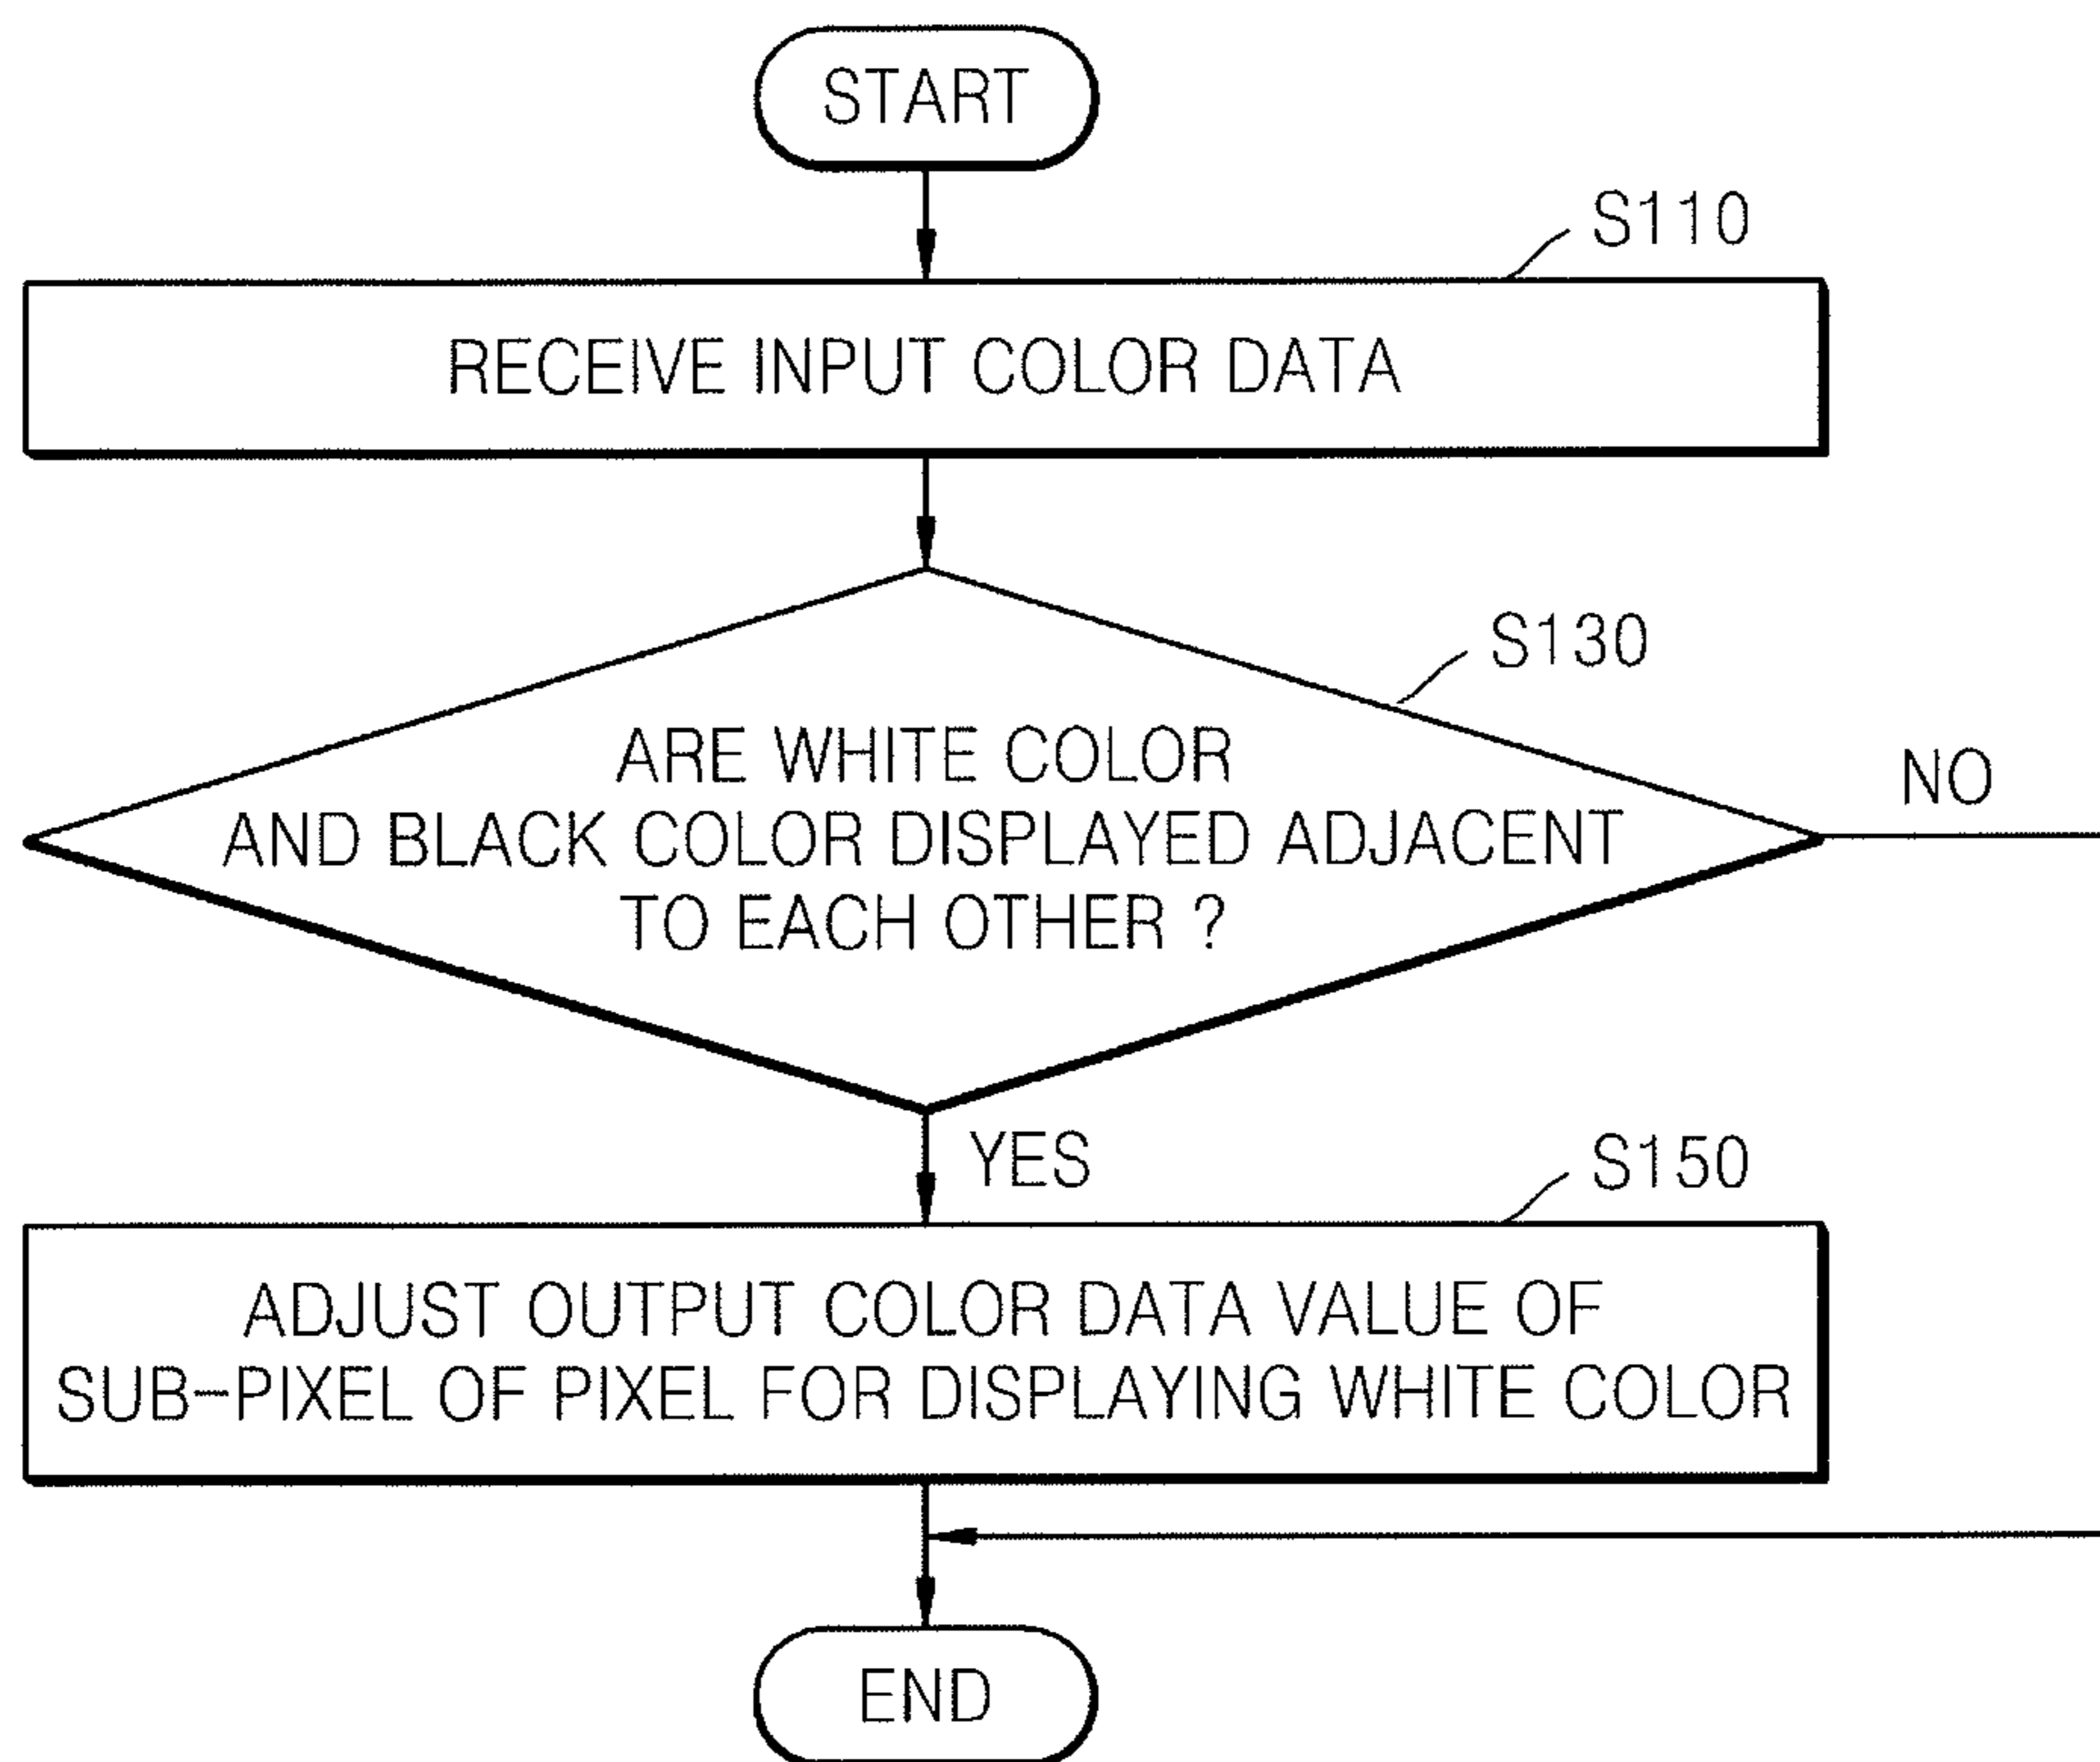 START
S110
RECEIVE INPUT COLOR DATA
S130
ARE WHITE COLOR
AND BLACK COLOR DISPLAYED ADJACENT
TO EACH OTHER ?
NO
YES
S150
ADJUST OUTPUT COLOR DATA VALUE OF
SUB-PIXEL OF PIXEL FOR DISPLAYING WHITE COLOR
END